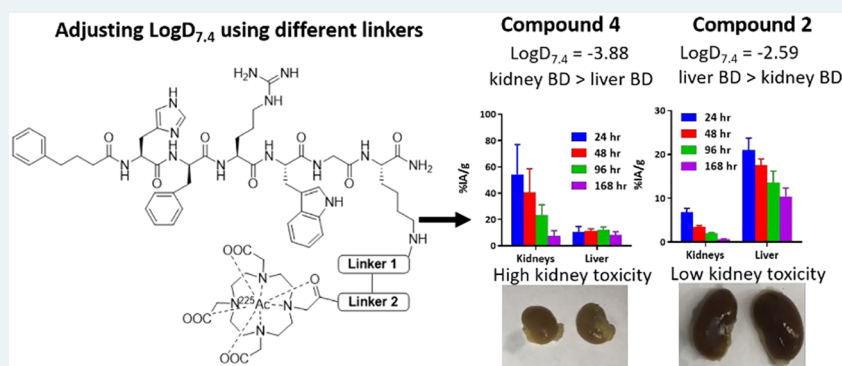 Adjusting LogD7.4 using different linkers
H2N NH
NH
H
N
N
O O O O
N
H
H
N
N
H
H
N
N
H
H
N
NH2
O O O
NH
NH
Linker 1
Linker 2
OOC
O
N 225 N
Ac
OOC N N
OOC
Compound 4
LogD7.4 = -3.88
kidney BD > liver BD
%IA/g
100
80
60
40
20
0
24 hr
48 hr
96 hr
168 hr
Kidneys Liver
High kidney toxicity
Compound 2
LogD7.4 = -2.59
liver BD > kidney BD
%IA/g
30
20
10
0
24 hr
48 hr
96 hr
168 hr
Kidneys Liver
Low kidney toxicity